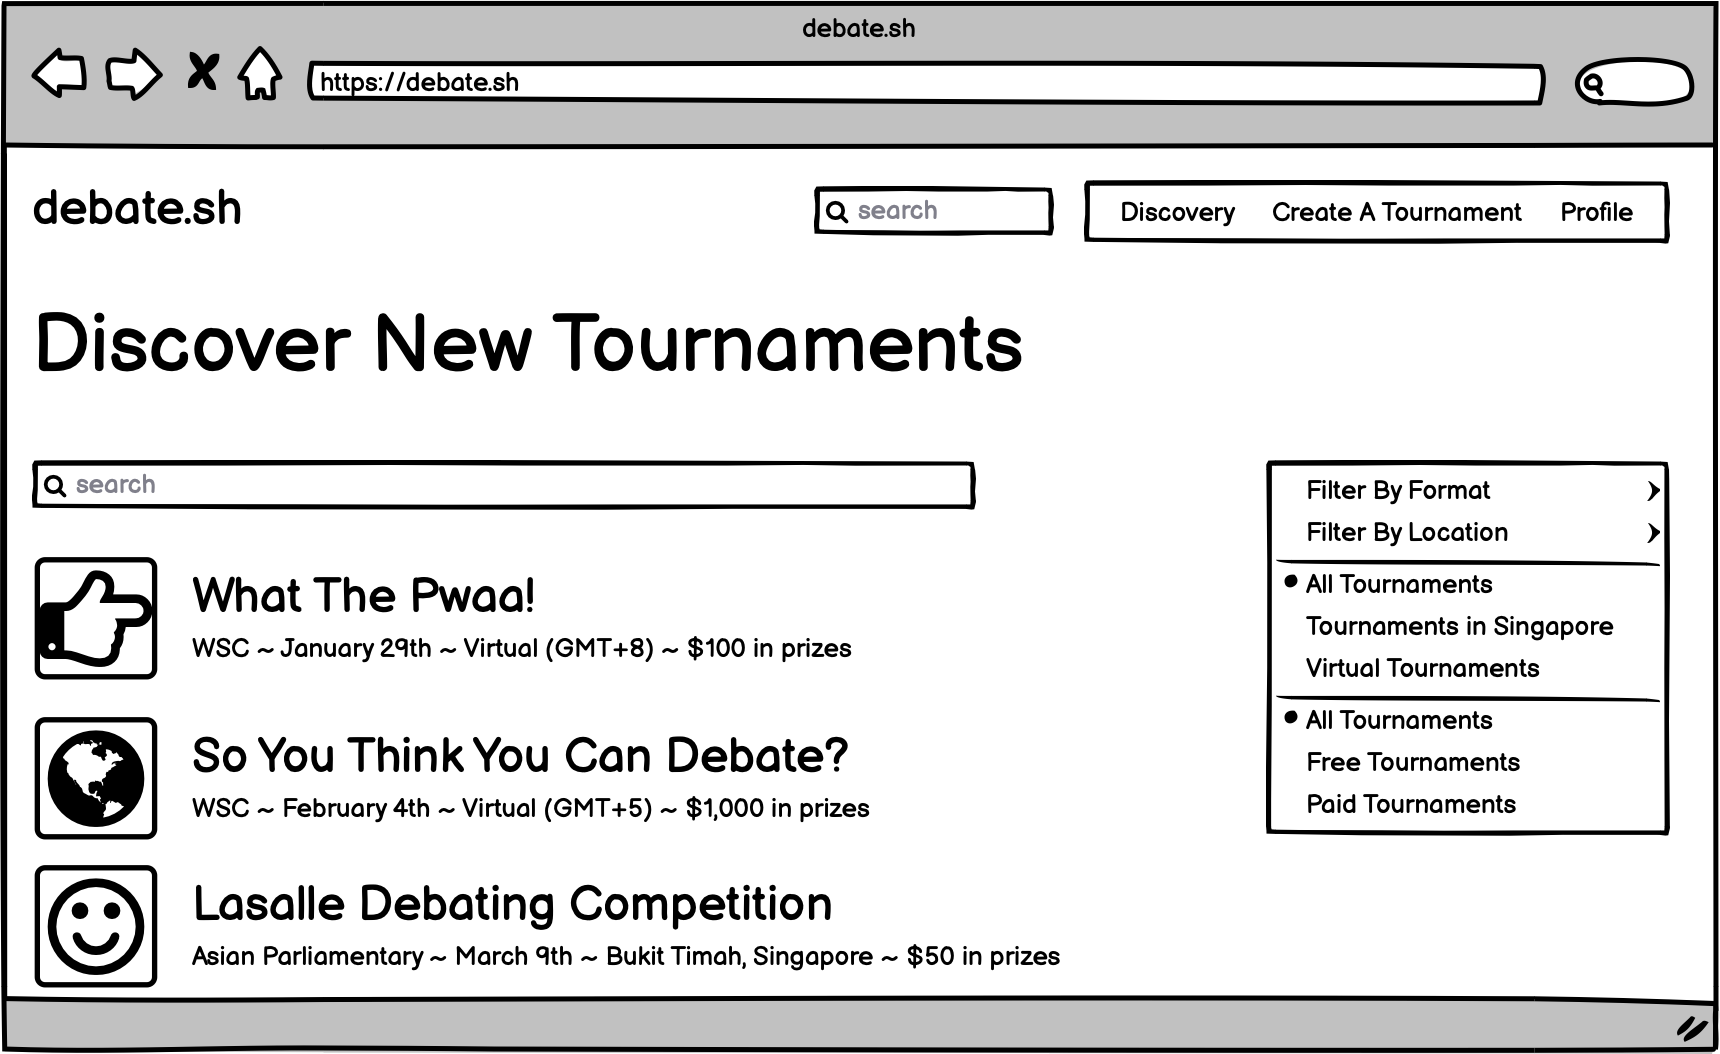 debate.sh
https://debate.sh
debate.sh
search
Discovery Create A Tournament Profile
Discover New Tournaments
search
What The Pwaa!
WSC ~ January 29th ~ Virtual (GMT+8) ~ $100 in prizes
So You Think You Can Debate?
WSC ~ February 4th ~ Virtual (GMT+5) ~ $1,000 in prizes
Lasalle Debating Competition
Asian Parliamentary ~ March 9th ~ Bukit Timah, Singapore ~ $50 in prizes
Filter By Format
Filter By Location
All Tournaments
Tournaments in Singapore
Virtual Tournaments
All Tournaments
Free Tournaments
Paid Tournaments